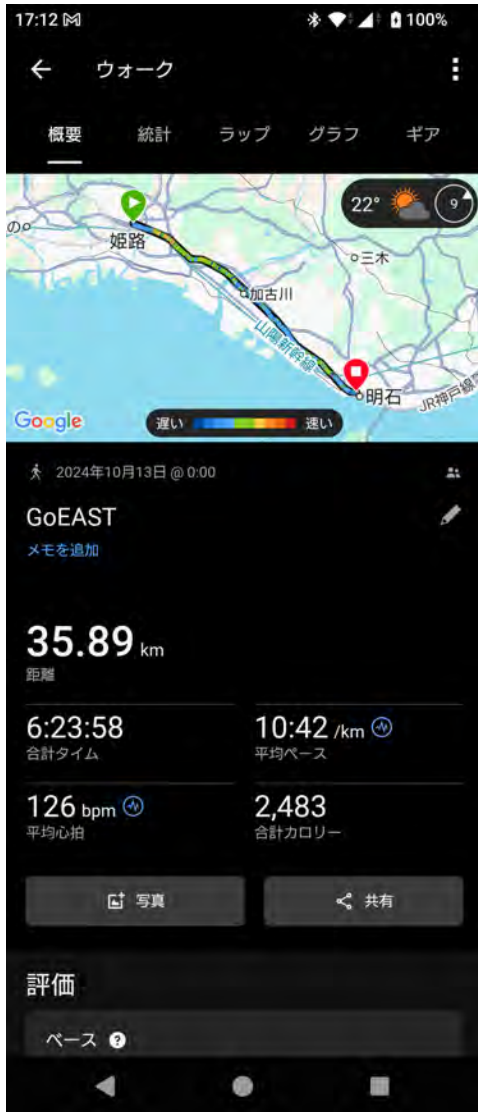 17:12 100%
ウォーク
概要 統計 ラップ グラフ ギア
22° 9
のo
姫路
三木
加古川
山陽新幹線
明石
JR神戸線
Google
遅い 速い
2024年10月13日 @ 0:00
GoEAST
メモを追加
35.89 km
距離
6:23:58 10:42 /km
合計タイム 平均ペース
126 bpm 2,483
平均心拍 合計カロリー
写真 共有
評価
ペース ?